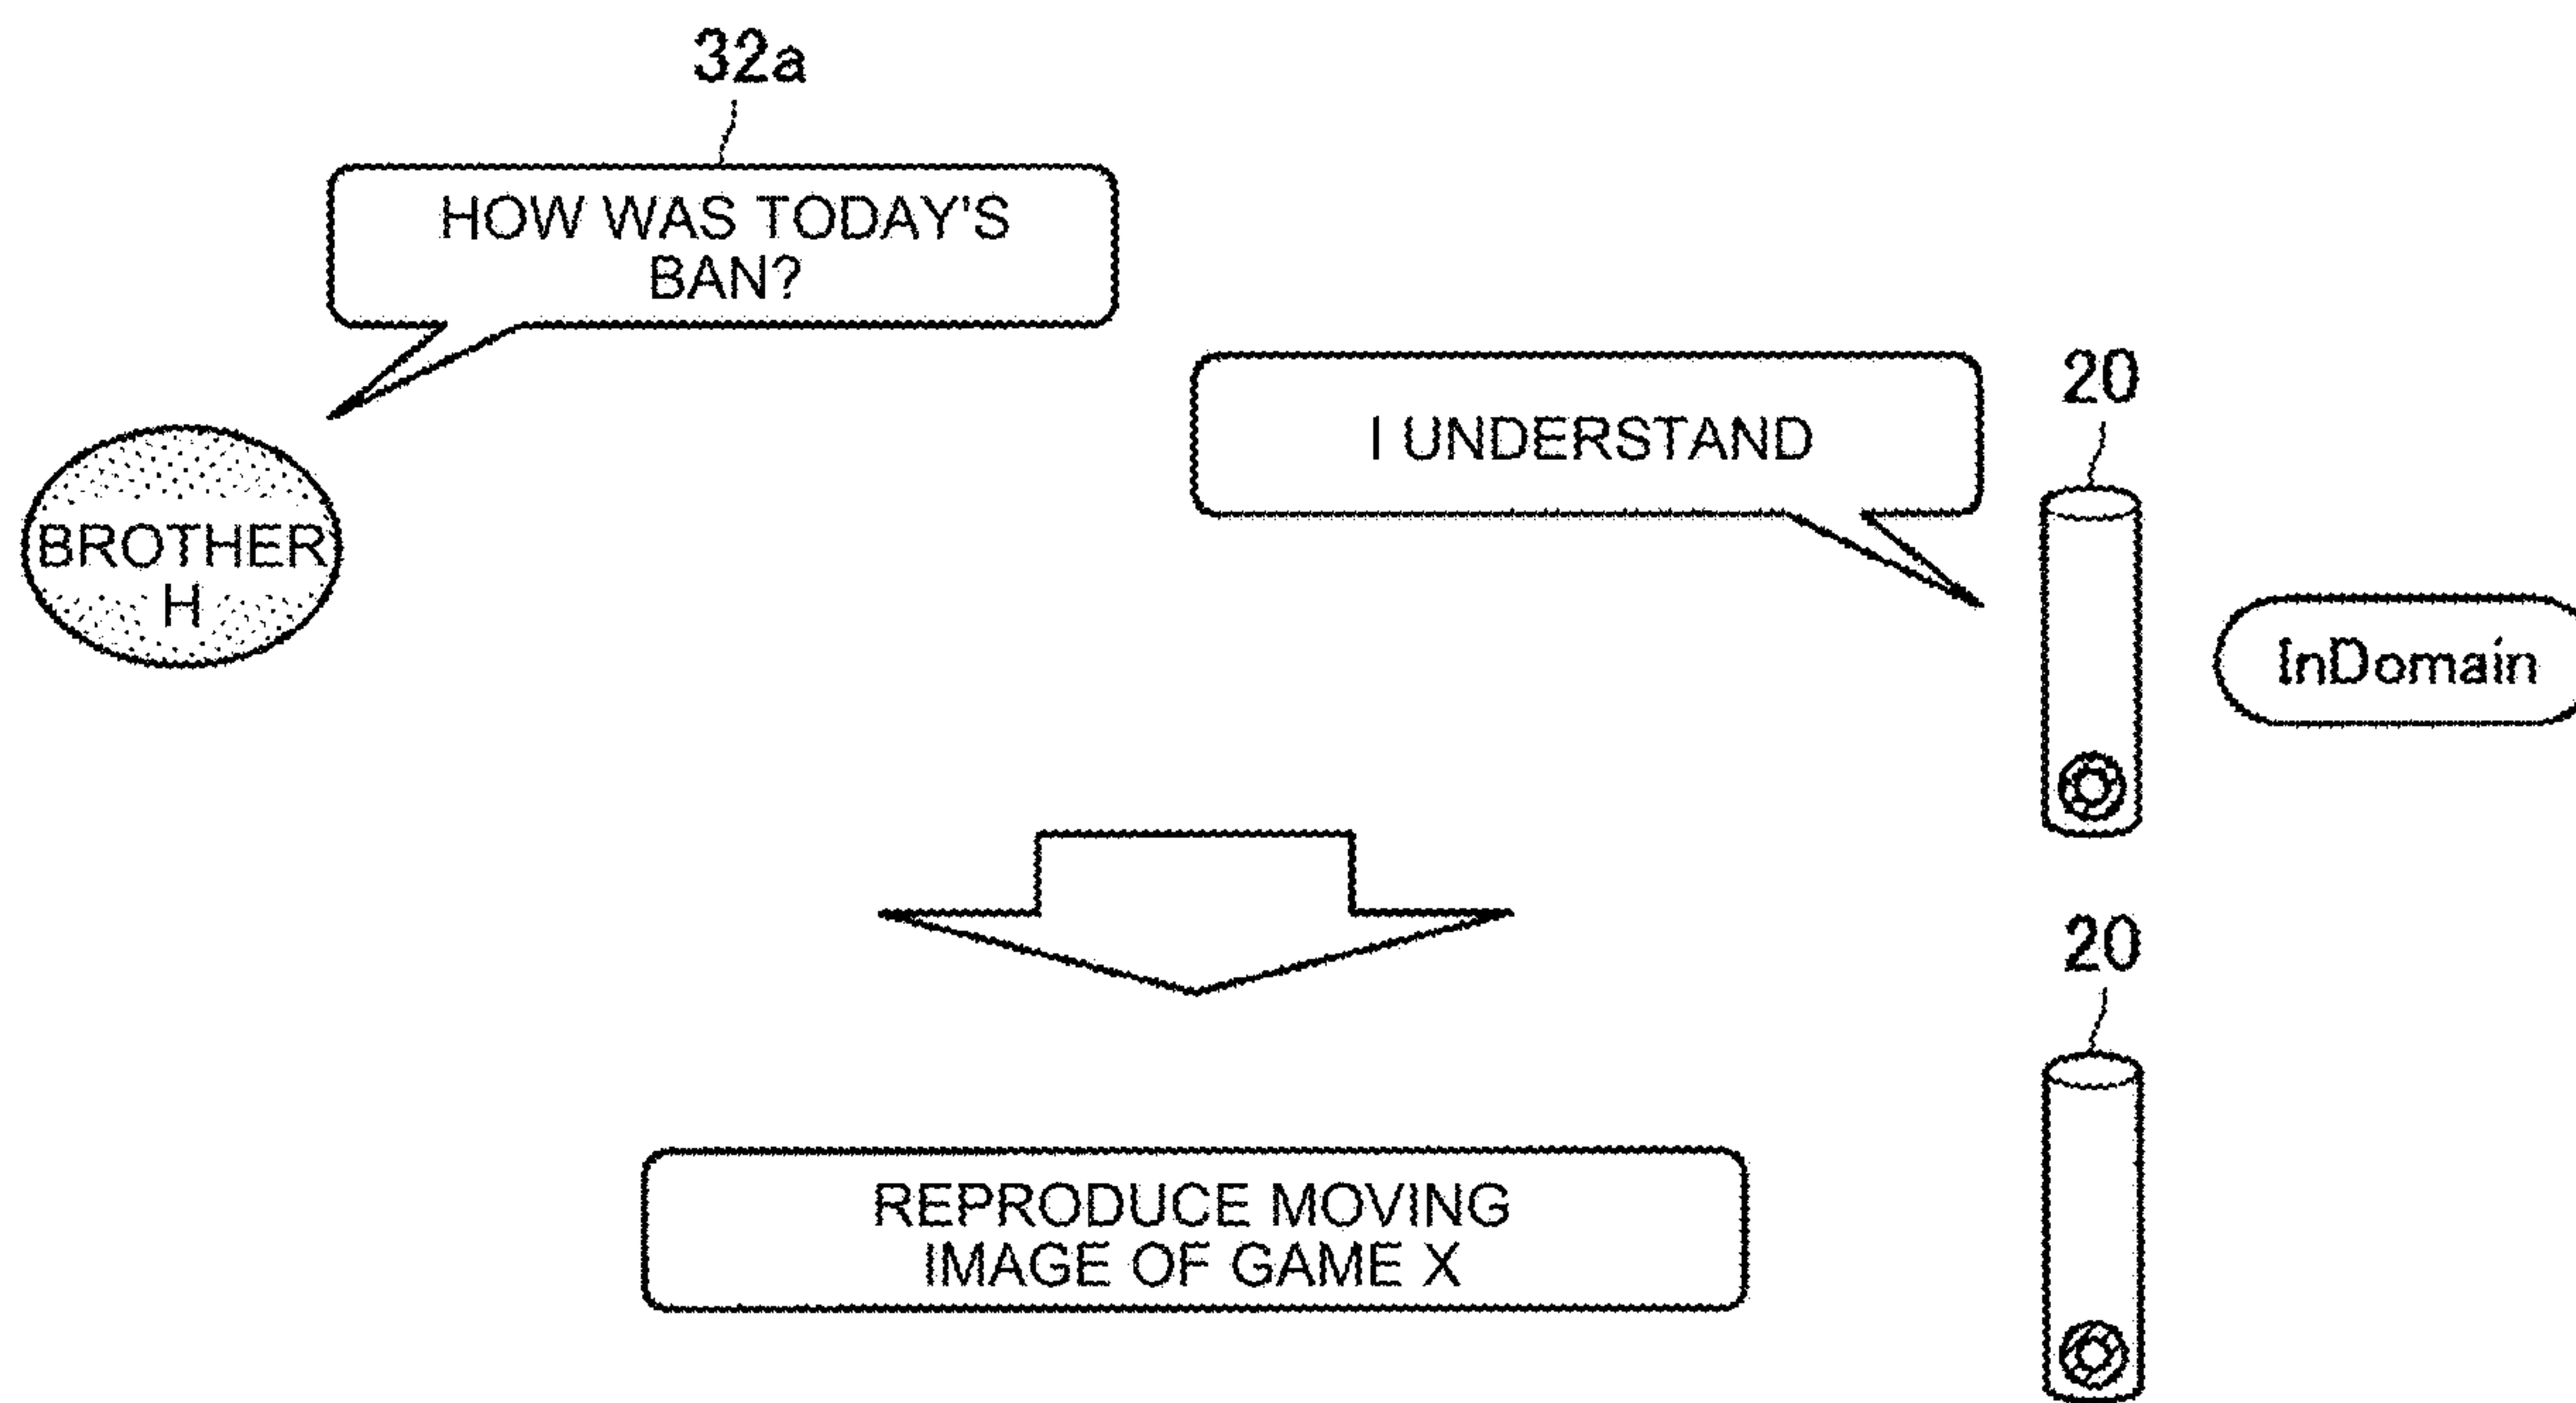 32a
HOW WAS TODAY'S
BAN?
I UNDERSTAND
20
BROTHER
H
InDomain
20
REPRODUCE MOVING
IMAGE OF GAME X